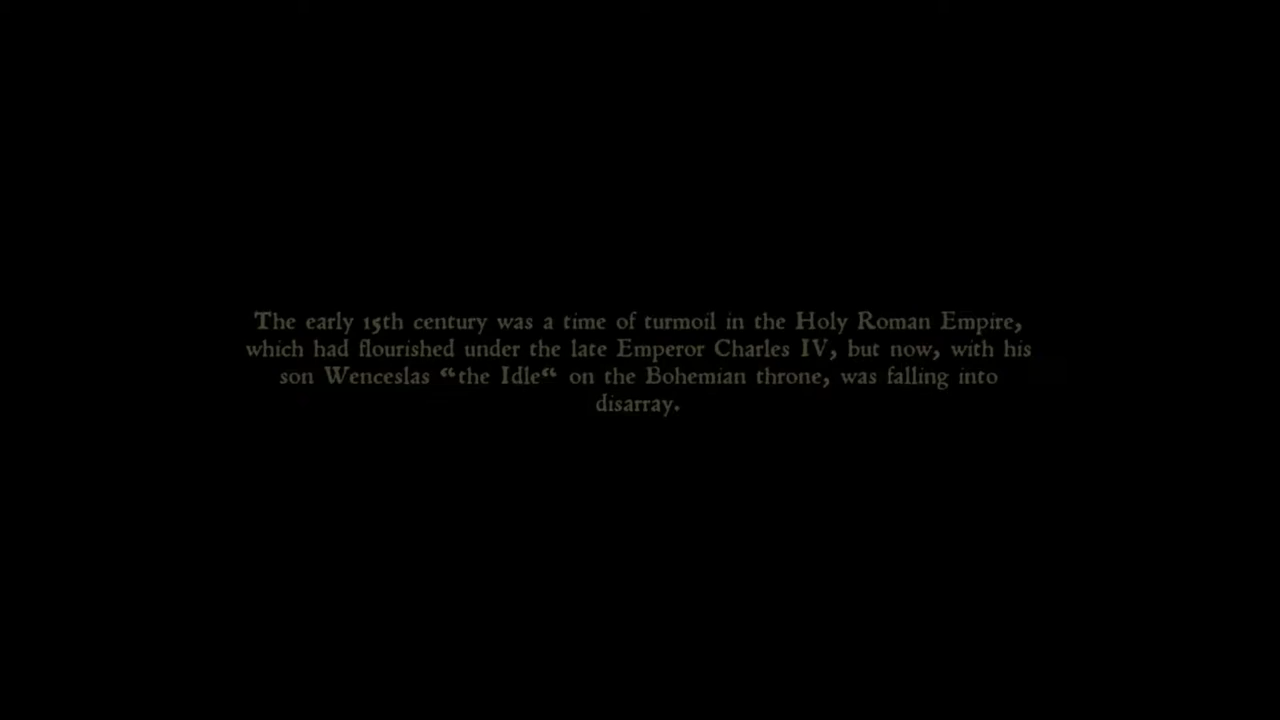 The early 15th century was a time of turmoil in the Holy Roman Empire,
which had flourished under the late Emperor Charles IV, but now, with his
son Wenceslas “the Idle“ on the Bohemian throne, was falling into
disarray.